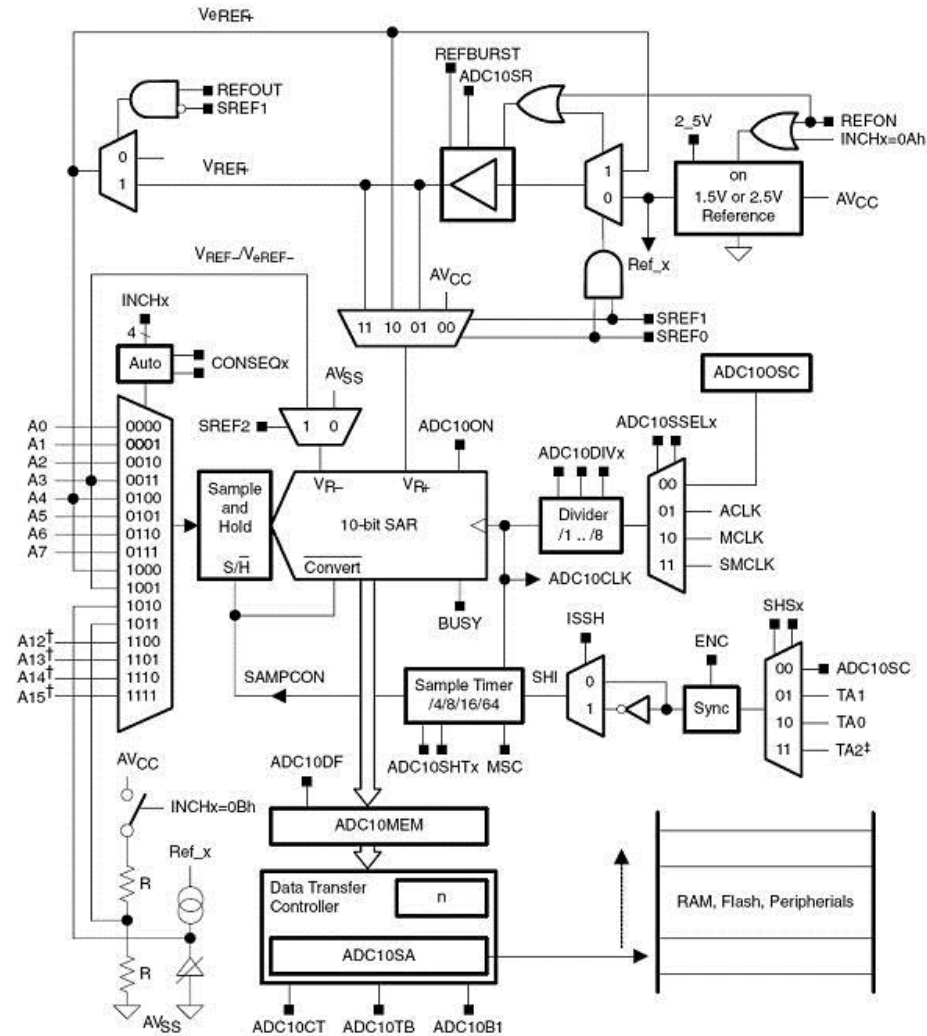 VeREF+
REFBURST
ADC10SR
REFOUT
SREF1
2_5V
REFON
INCHx=0Ah
0
1
VREF+
1
0
on
1.5V or 2.5V
Reference
AVCC
Ref_x
VREF–/VeREF–
AVCC
INCHx
4
11 10 01 00
SREF1
SREF0
Auto
CONSEQx
AVSS
ADC10OSC
SREF2
1 0
ADC10ON
ADC10SSELx
A0 0000
A1 0001
A2 0010
A3 0011
A4 0100
A5 0101
A6 0110
A7 0111
1000
1001
1010
1011
A12† 1100
A13† 1101
A14† 1110
A15† 1111
Sample
and
Hold
S/H
VR–
VR+
10-bit SAR
Convert
ADC10DIVx
Divider
/1 .. /8
00
01 ACLK
10 MCLK
11 SMCLK
ADC10CLK
BUSY
ISSH
SHSx
ENC
SAMPCON
Sample Timer
/4/8/16/64
SHI
0
1
Sync
00 ADC10SC
01 TA1
10 TA0
11 TA2‡
ADC10SHTx
MSC
AVCC
INCHx=0Bh
ADC10DF
ADC10MEM
Ref_x
R
Data Transfer
Controller
n
RAM, Flash, Peripherials
ADC10SA
R
AVSS
ADC10CT
ADC10TB
ADC10B1